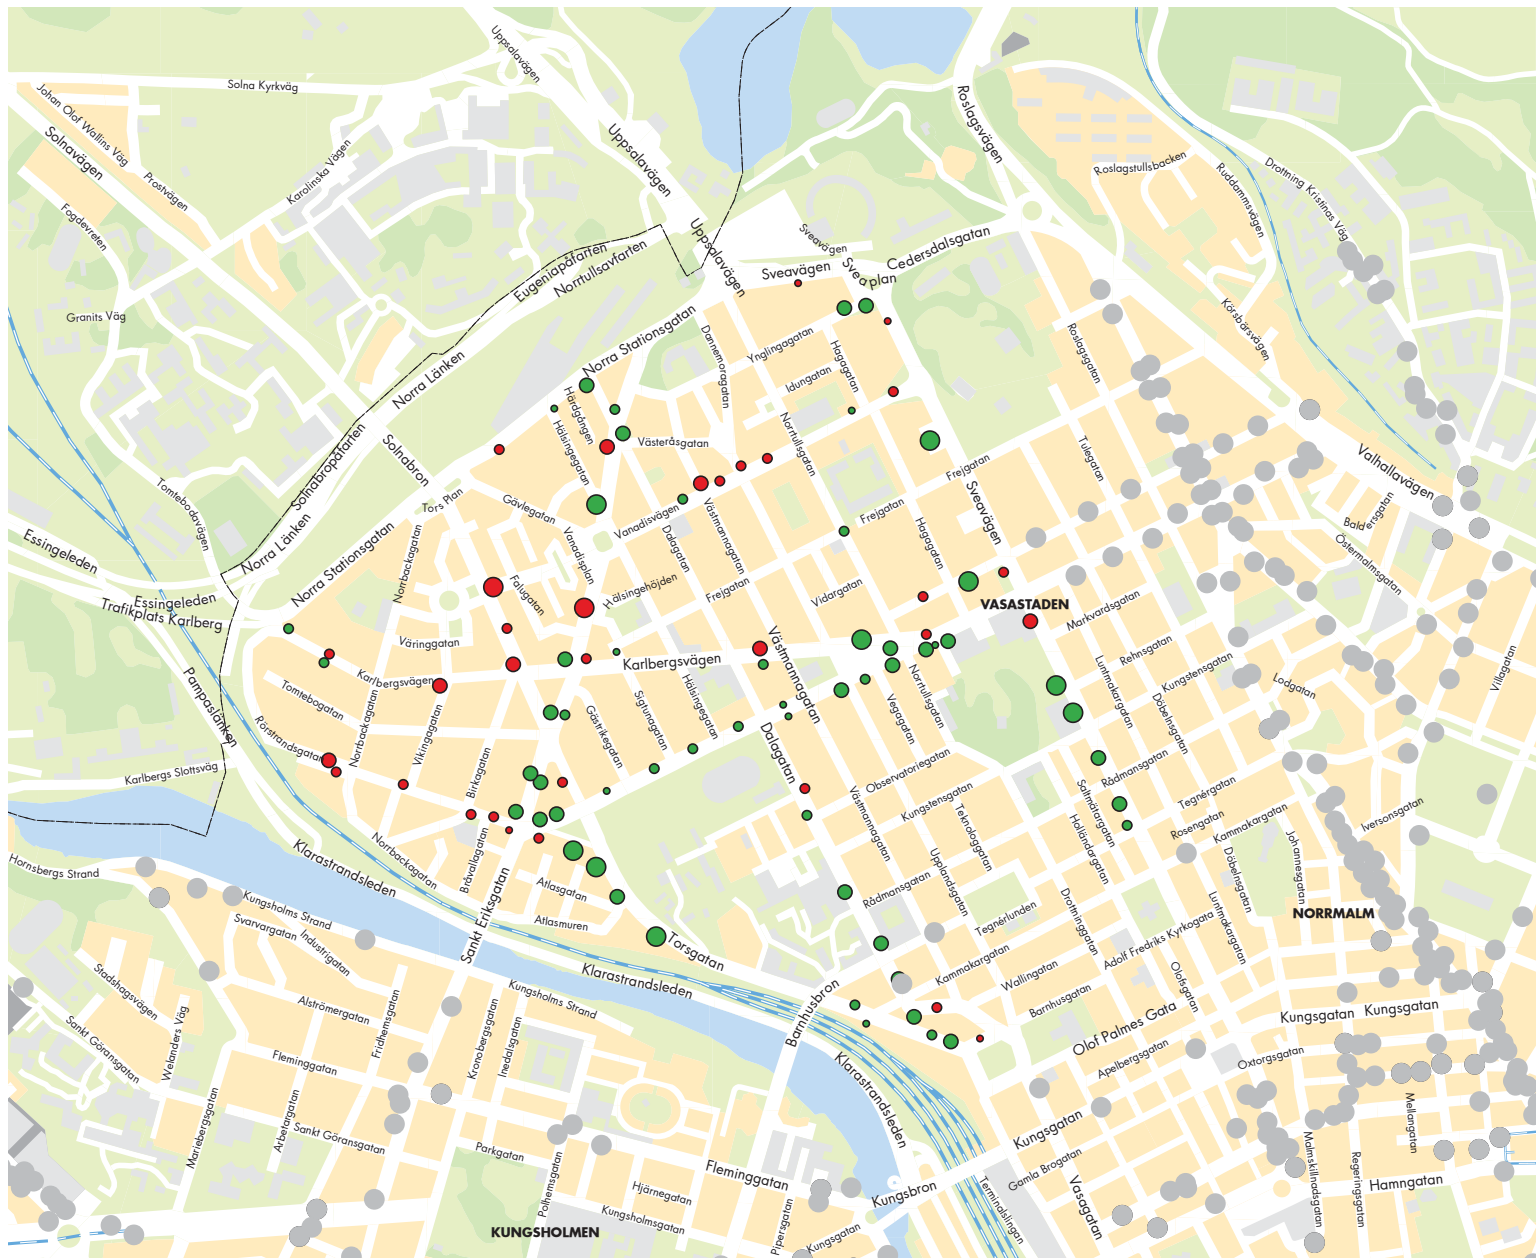 Uppsalavägen
Solna Kyrkväg
Johan Olof Wallins Väg
Solnavägen
Prostvägen
Karolinska Vägen
Fogdevreten
Granits Väg
Uppsalavägen
Roslagsvägen
Roslagstullsbacken
Ruddammsvägen
Drottning Kristinas Väg
Körsbärsvägen
Uppsalavägen
Sveavägen
Sveavägen
Sveaplan
Cedersdalsgatan
Eugeniapåfarten
Norrtullsavfarten
Norra Stationsgatan
Norra Länken
Solnabron
Solnabropåfarten
Norra Länken
Tomtebodavägen
Essingeleden
Essingeleden
Trafikplats Karlberg
Norra Stationsgatan
Tors Plan
Dannemoragatan
Ynglingagatan
Hagagatan
Idungatan
Norrtullsgatan
Roslagsgatan
Tulegatan
Hårdgången
Hälsingegatan
Västeråsgatan
Gävlegatan
Vanadisvägen
Vanadisplan
Dalagatan
Västmannagatan
Frejgatan
Frejgatan
Frejgatan
Sveavägen
Hagagatan
Vidargatan
Hälsingehöjden
Falugatan
Norrbackagatan
Väringgatan
Karlbergsvägen
Karlbergsvägen
Valhallavägen
Baldersgatan
Östermalmsgatan
VASASTADEN
Markvardsgatan
Rehnsgatan
Kungstensgatan
Lodgatan
Villagatan
Luntmakargatan
Döbelnsgatan
Pampaslänken
Tomtebogatan
Rörstrandsgatan
Norrbackagatan
Vikingagatan
Birkagatan
Gästrikegatan
Sigtunagatan
Hälsingegatan
Västmannagatan
Dalagatan
Vegagatan
Norrtullsgatan
Observatoriegatan
Kungstensgatan
Teknologgatan
Västmannagatan
Rådmansgatan
Tegnérgatan
Rosengatan
Kammakargatan
Iversonsgatan
Saltmätargatan
Holländargatan
Johannesgatan
Döbelnsgatan
Luntmakargatan
NORRMALM
Karlbergs Slottsväg
Hornsbergs Strand
Klarastrandsleden
Norrbackagatan
Bråvallagatan
Sankt Eriksgatan
Atlasgatan
Atlasmuren
Torsgatan
Klarastrandsleden
Rådmansgatan
Upplandsgatan
Tegnérlunden
Drottninggatan
Kammakargatan
Wallingatan
Barnhusgatan
Adolf Fredriks Kyrkogata
Olofsgatan
Olof Palmes Gata
Apelbergsgatan
Oxtorgsgatan
Kungsgatan
Kungsgatan
Barnhusbron
Klarastrandsleden
Kungsholms Strand
Svarvargatan
Industrigatan
Kungsholms Strand
Stadshagsvägen
Welanders Väg
Sankt Göransgatan
Alströmergatan
Fridhemsgatan
Kronobergsgatan
Inedalsgatan
Fleminggatan
Mariebergsgatan
Arbetargatan
Sankt Göransgatan
Parkgatan
Polhemsgatan
Fleminggatan
Hjärnegatan
Kungsholmsgatan
Pipersgatan
Kungsgatan
Kungsbron
KUNGSHOLMEN
Kungsgatan
Gamla Brogatan
Terminalslingan
Vasagatan
Malmskillnadsgatan
Regeringsgatan
Mellangatan
Hamngatan